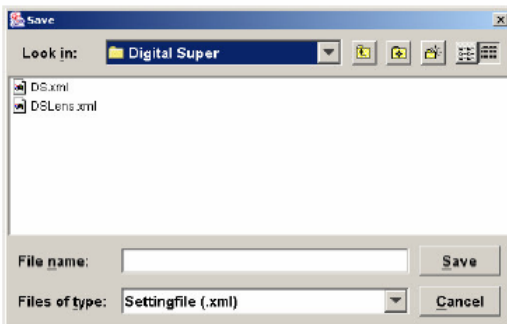 Save
Look in: Digital Super
DS.xml
DSLens.xml
File name: Save
Files of type: Settingfile (.xml) Cancel